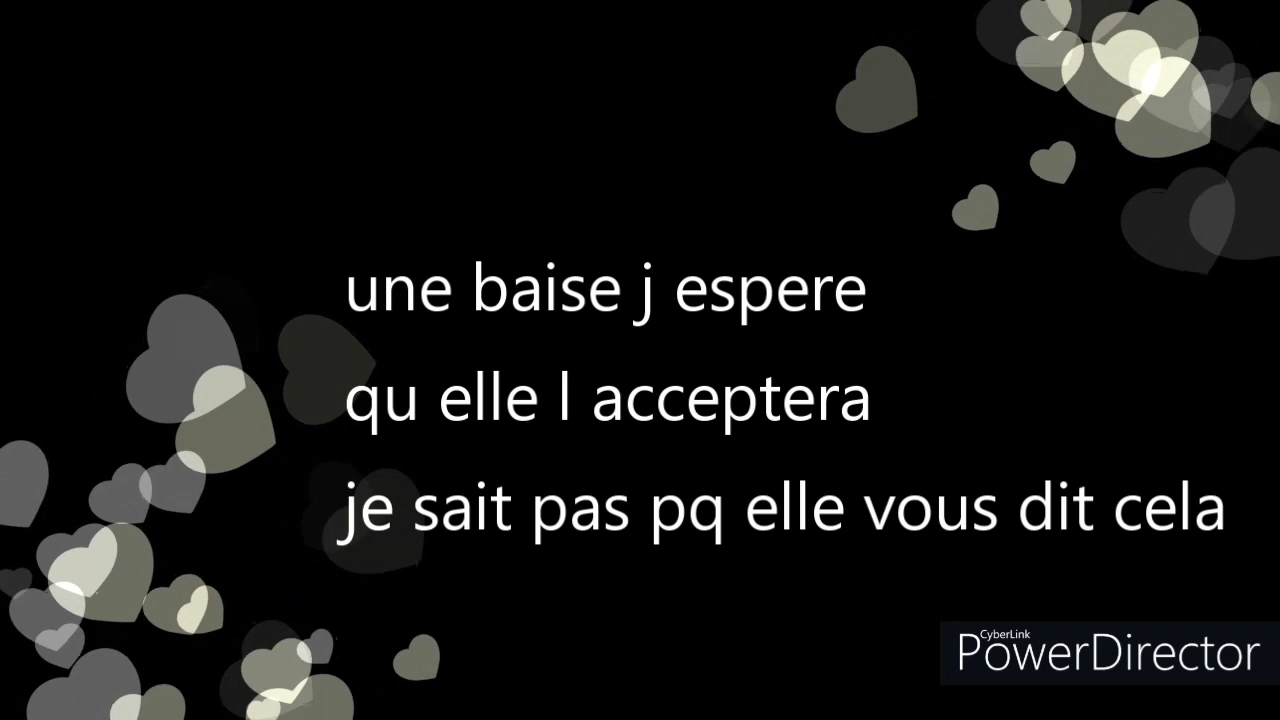 une baise j espere
qu elle l acceptera
je sait pas pq elle vous dit cela
CyberLink
PowerDirector